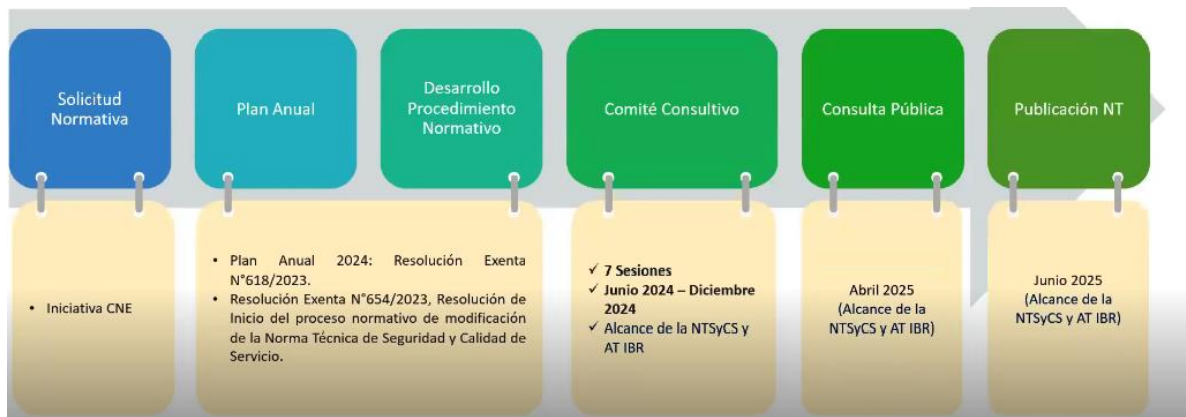 Solicitud
Normativa
Plan Anual
Desarrollo
Procedimiento
Normativo
Comité Consultivo
Consulta Pública
Publicación NT
• Iniciativa CNE
• Plan Anual 2024: Resolución Exenta
N°618/2023.
• Resolución Exenta N°654/2023, Resolución de
Inicio del proceso normativo de modificación
de la Norma Técnica de Seguridad y Calidad de
Servicio.
✓ 7 Sesiones
✓ Junio 2024 – Diciembre
2024
✓ Alcance de la NTSyCS y
AT IBR
Abril 2025
(Alcance de la
NTSyCS y AT IBR)
Junio 2025
(Alcance de la
NTSyCS y AT IBR)